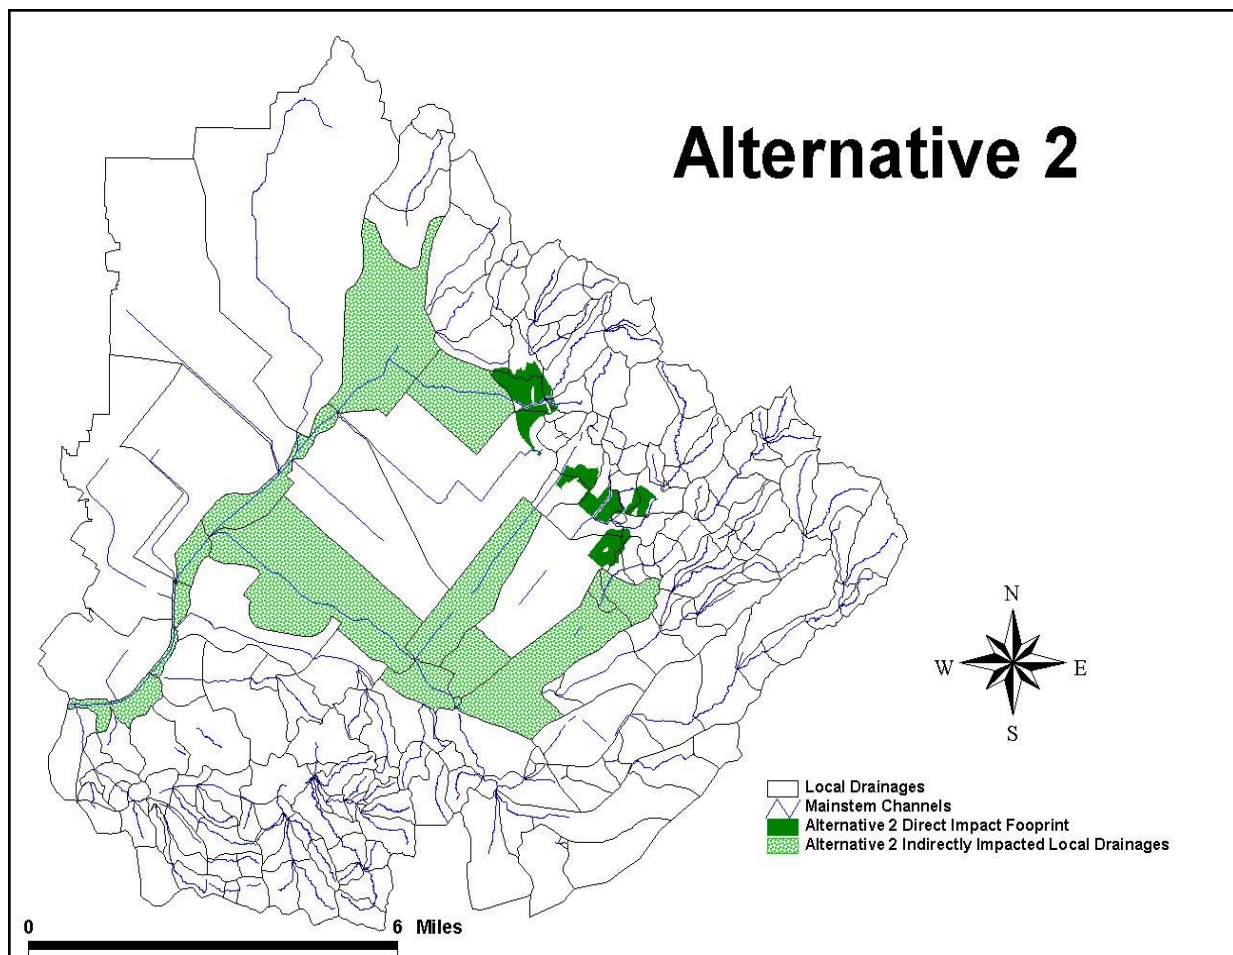 Alternative 2
N
W
E
S
Local Drainages
Mainstem Channels
Alternative 2 Direct Impact Fooprint
Alternative 2 Indirectly Impacted Local Drainages
0 6 Miles